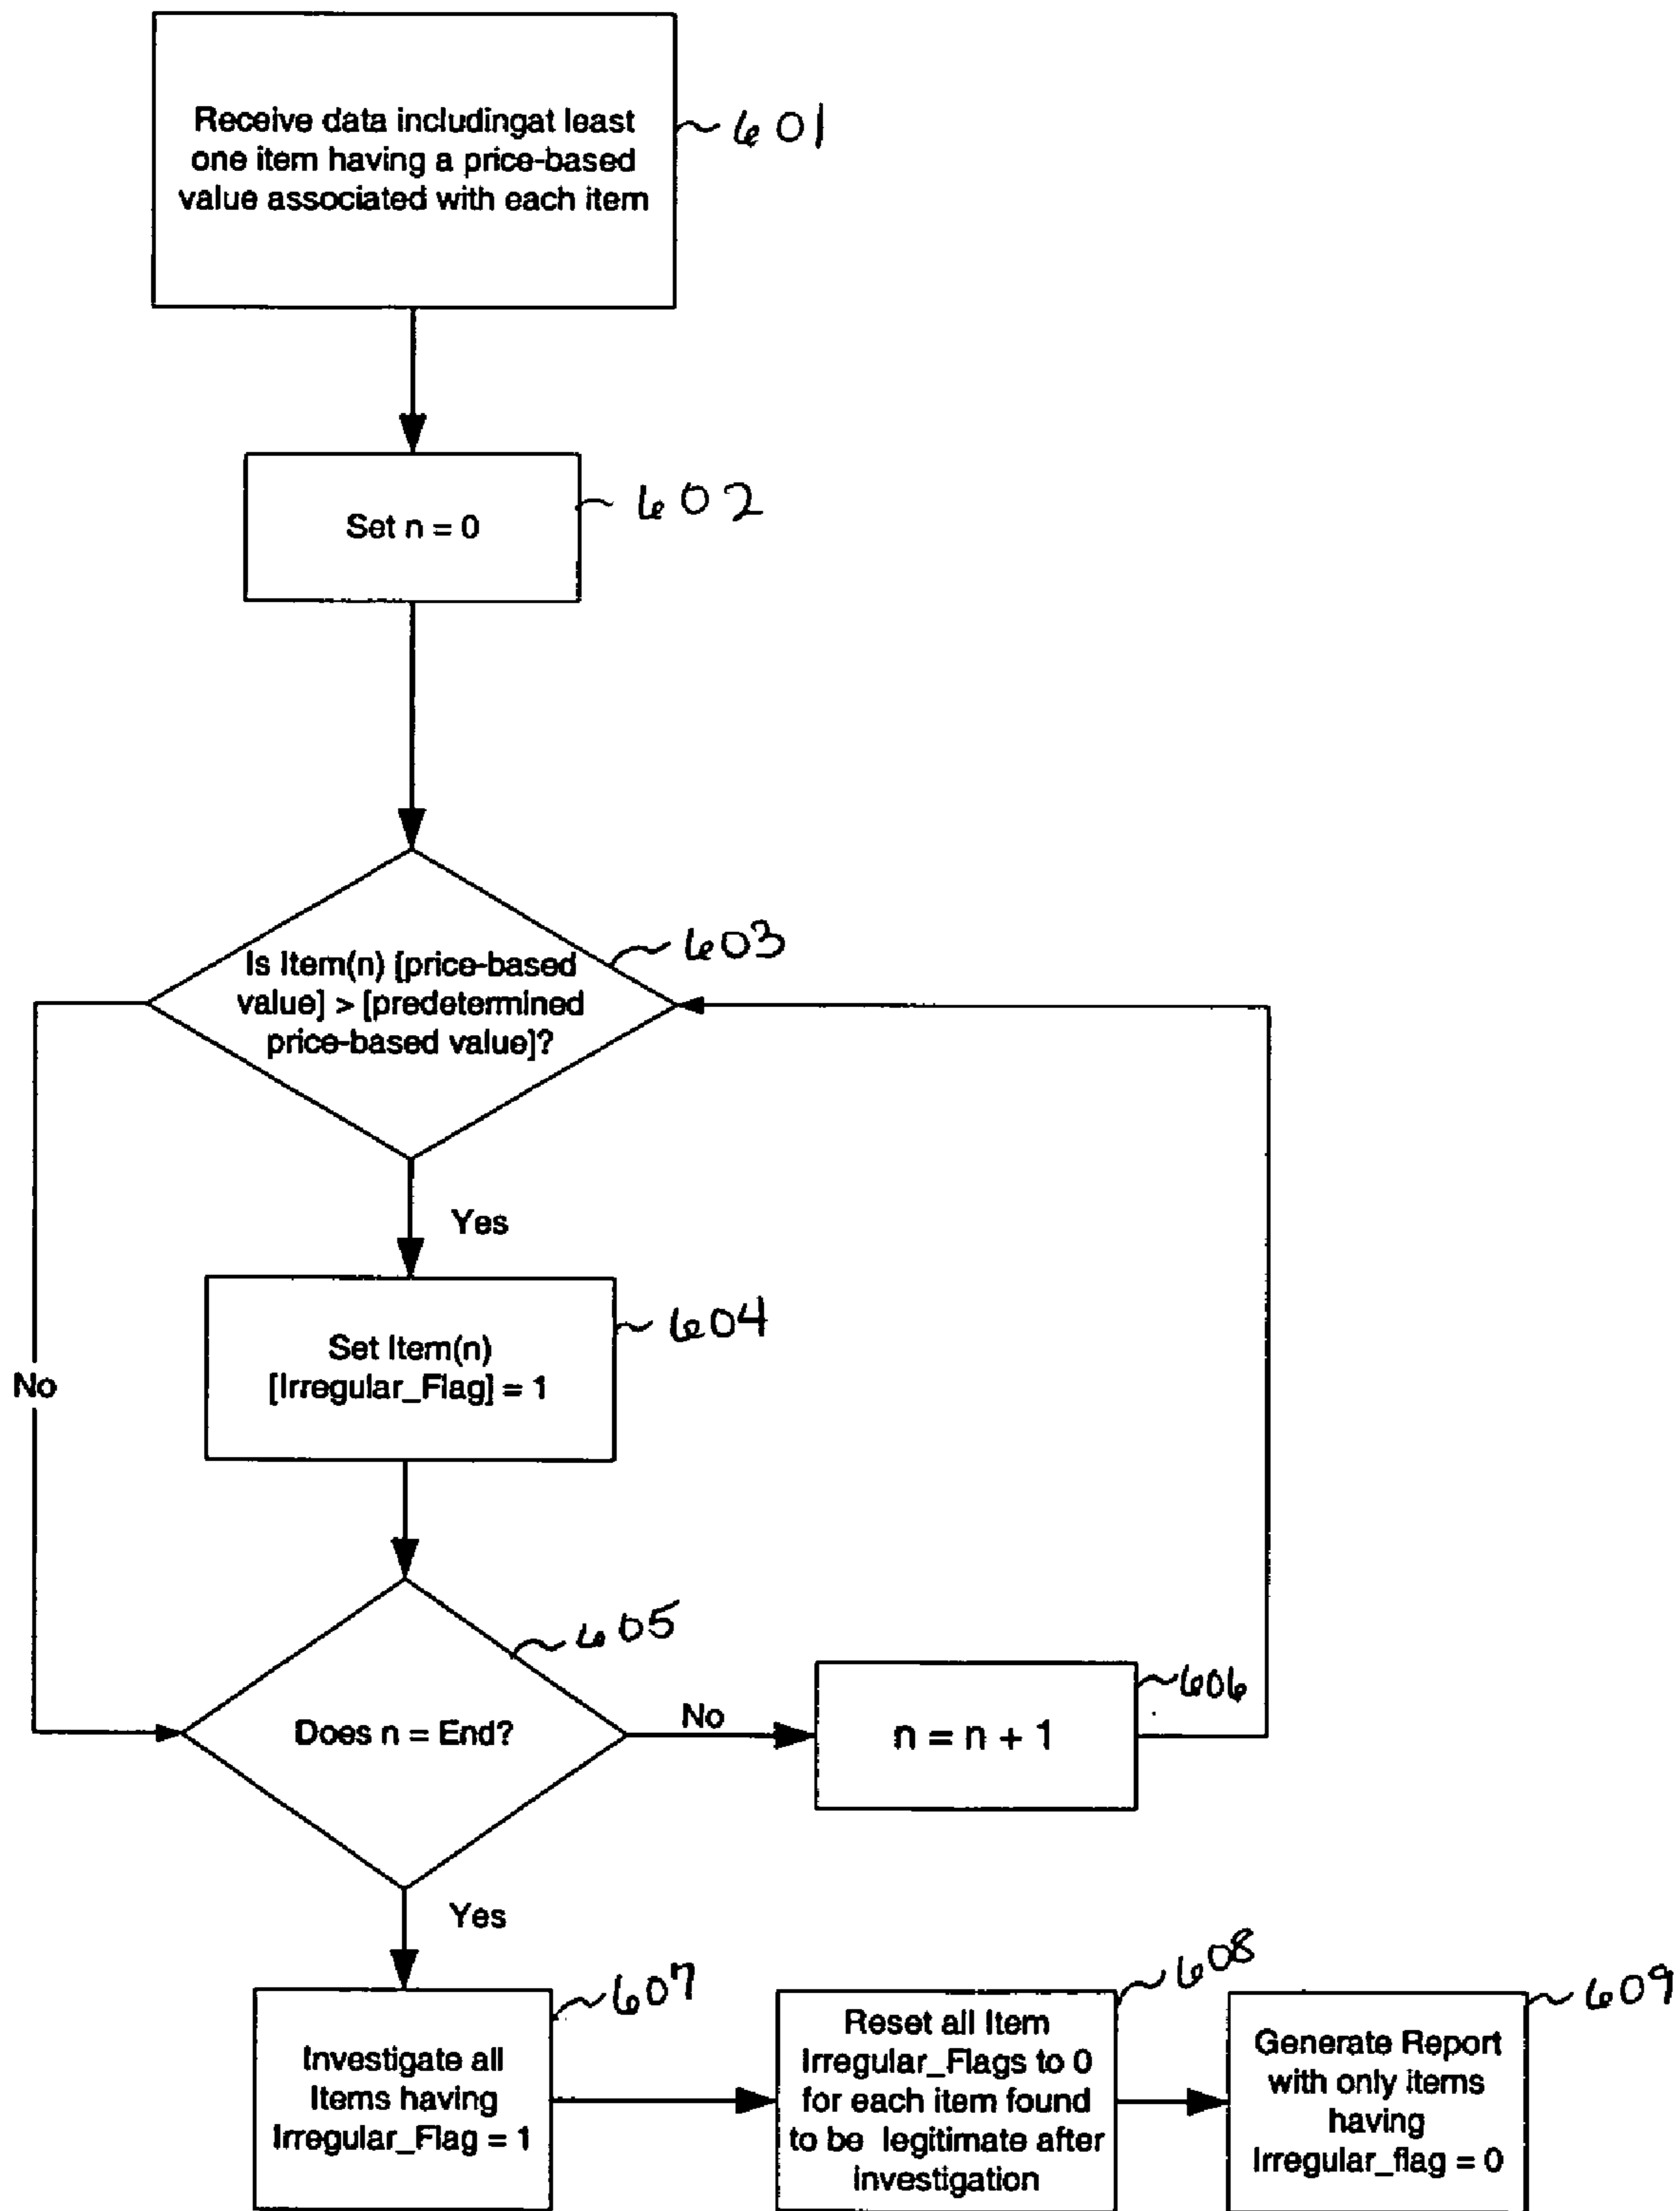 Receive data includingat least
one item having a price-based
value associated with each item
601
Set n = 0
602
Is Item(n) [price-based
value] > [predetermined
price-based value]?
603
No
Yes
Set Item(n)
[Irregular_Flag] = 1
604
Does n = End?
605
No
n = n + 1
606
Yes
Investigate all
Items having
Irregular_Flag = 1
607
Reset all Item
Irregular_Flags to 0
for each item found
to be legitimate after
investigation
608
Generate Report
with only items
having
Irregular_flag = 0
609